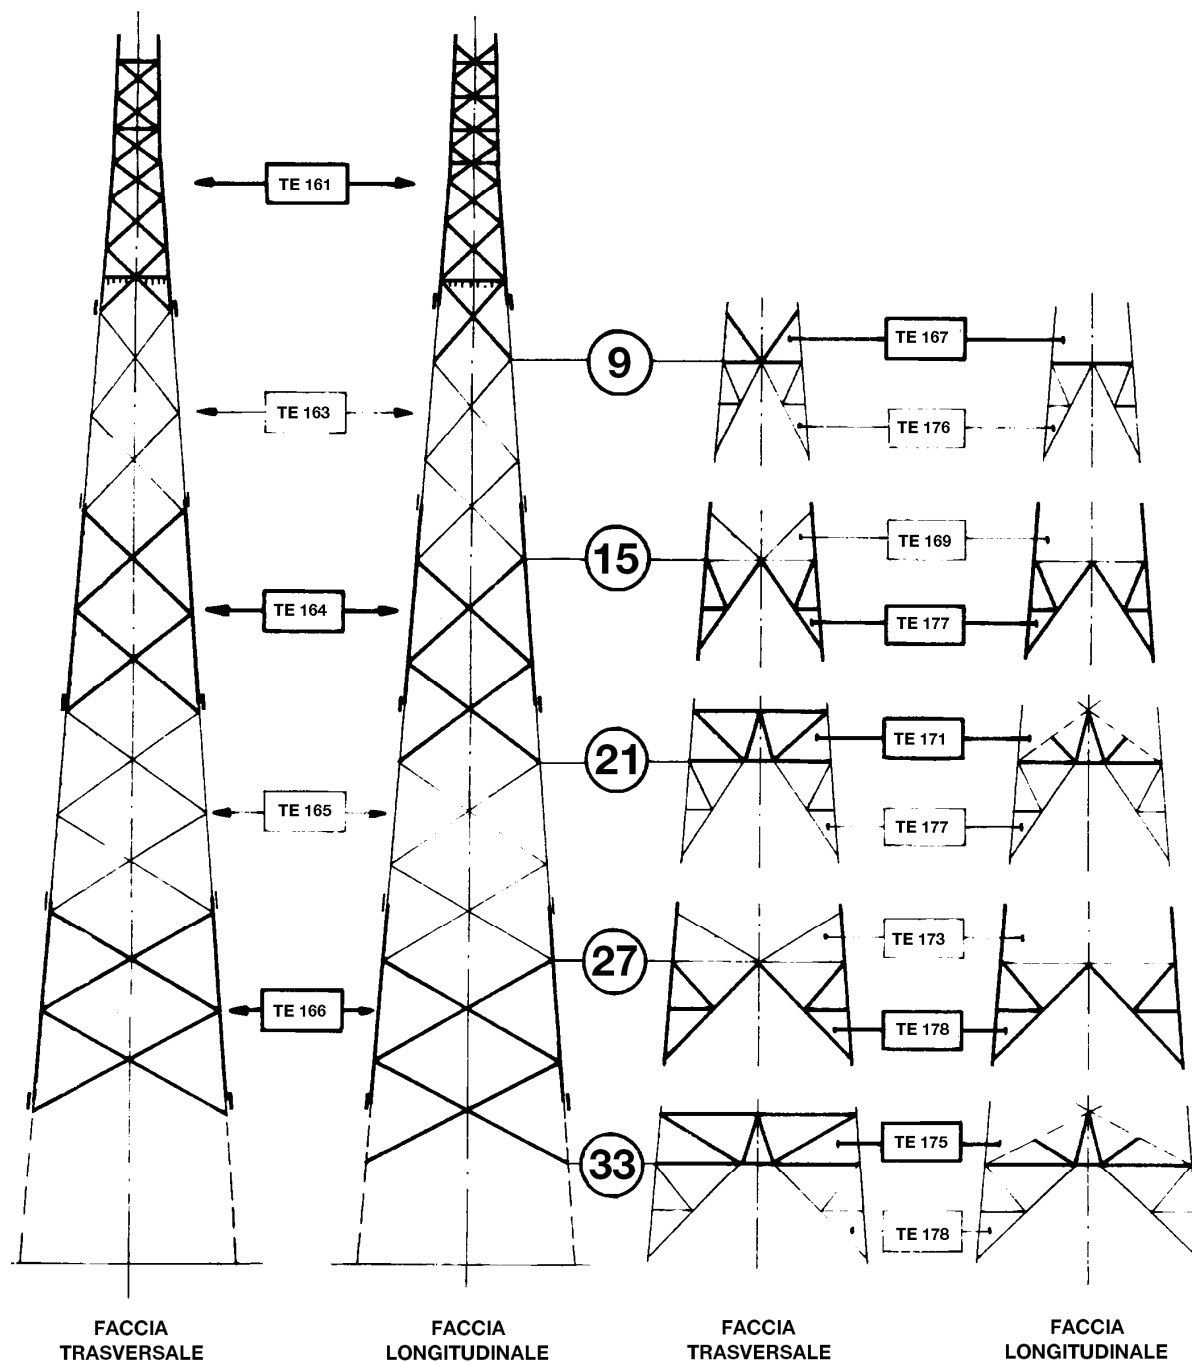 TE 161
9
TE 167
TE 163
TE 176
15
TE 169
TE 164
TE 177
21
TE 171
TE 165
TE 177
27
TE 173
TE 166
TE 178
33
TE 175
TE 178
FACCIA
TRASVERSALE
FACCIA
LONGITUDINALE
FACCIA
TRASVERSALE
FACCIA
LONGITUDINALE